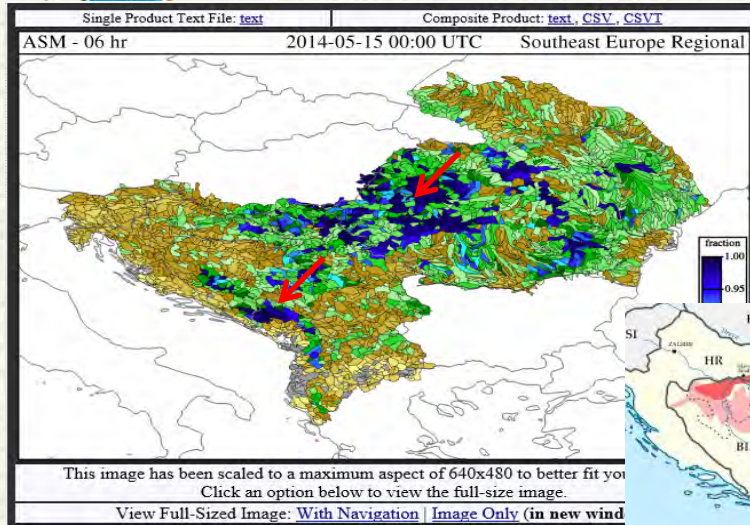 Single Product Text File: text
Composite Product: text , CSV , CSVT
ASM - 06 hr 2014-05-15 00:00 UTC Southeast Europe Regional
fraction
1.00
0.95
SI
ZAGREB
HR
This image has been scaled to a maximum aspect of 640x480 to better fit you
Click an option below to view the full-size image.
View Full-Sized Image: With Navigation | Image Only (in new wind